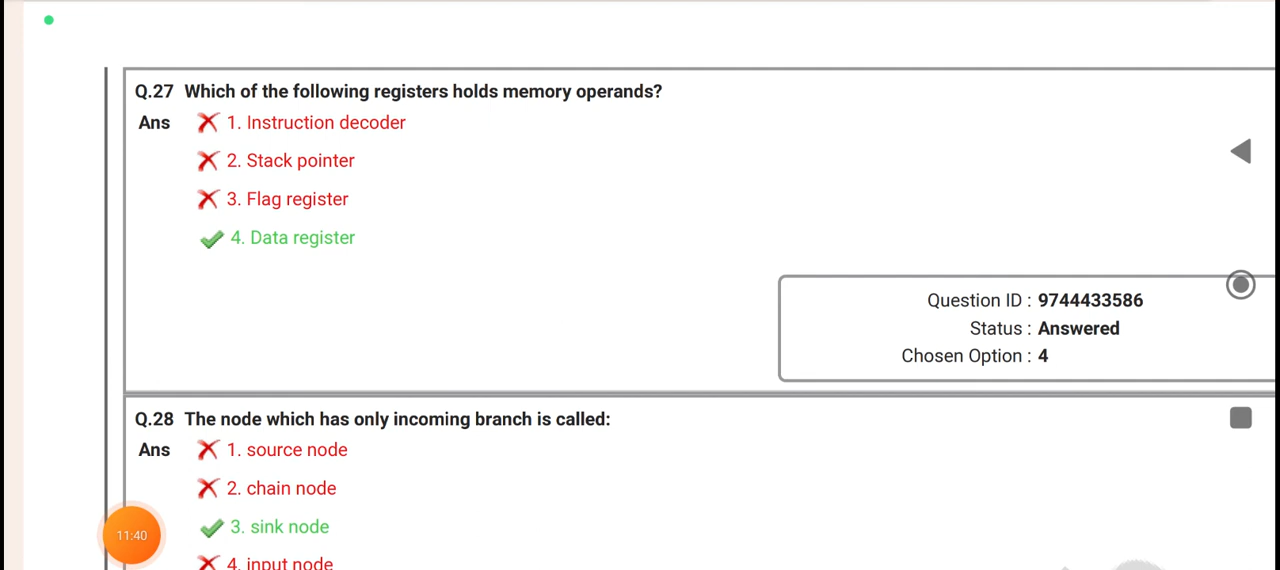 Q.27 Which of the following registers holds memory operands?
Ans 1. Instruction decoder
2. Stack pointer
3. Flag register
4. Data register
Question ID : 9744433586
Status : Answered
Chosen Option : 4
Q.28 The node which has only incoming branch is called:
Ans 1. source node
2. chain node
3. sink node
11:40
4. input node